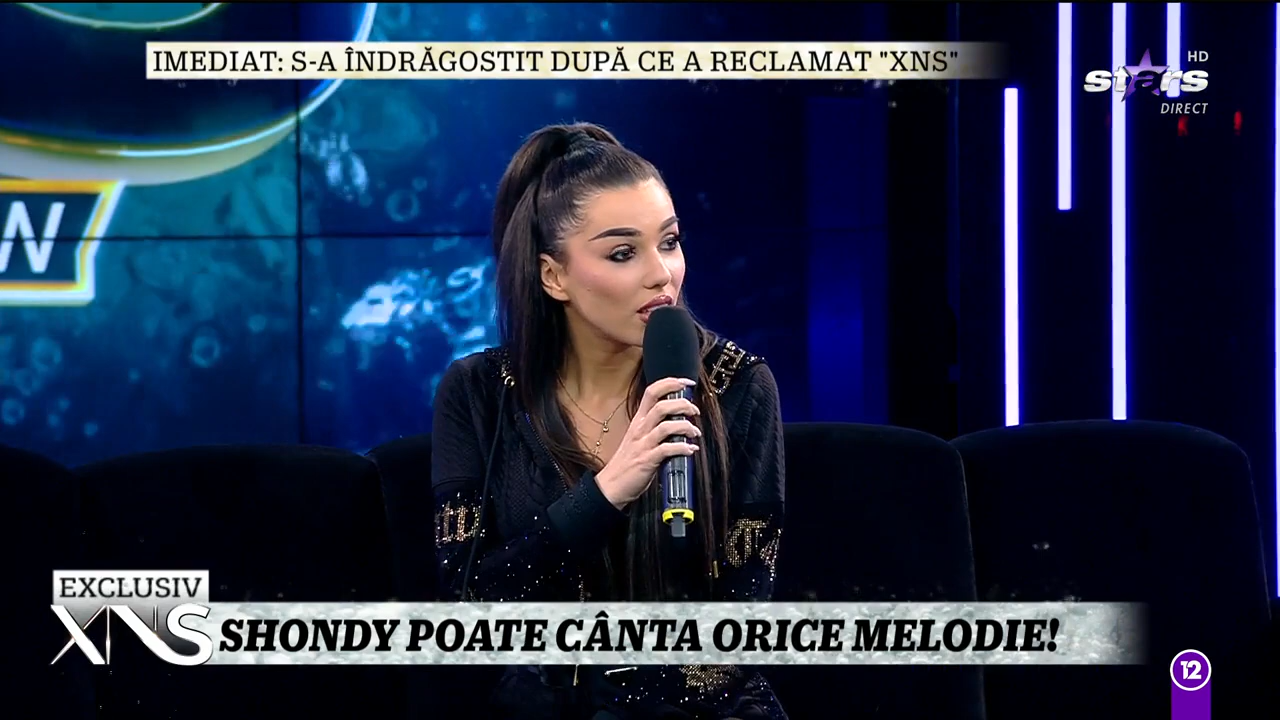 IMEDIAT: S-A ÎNDRĂGOSTIT DUPĂ CE A RECLAMAT "XNS"
HD
stars
DIRECT
W
EXCLUSIV
XNS
SHONDY POATE CÂNTA ORICE MELODIE!
12